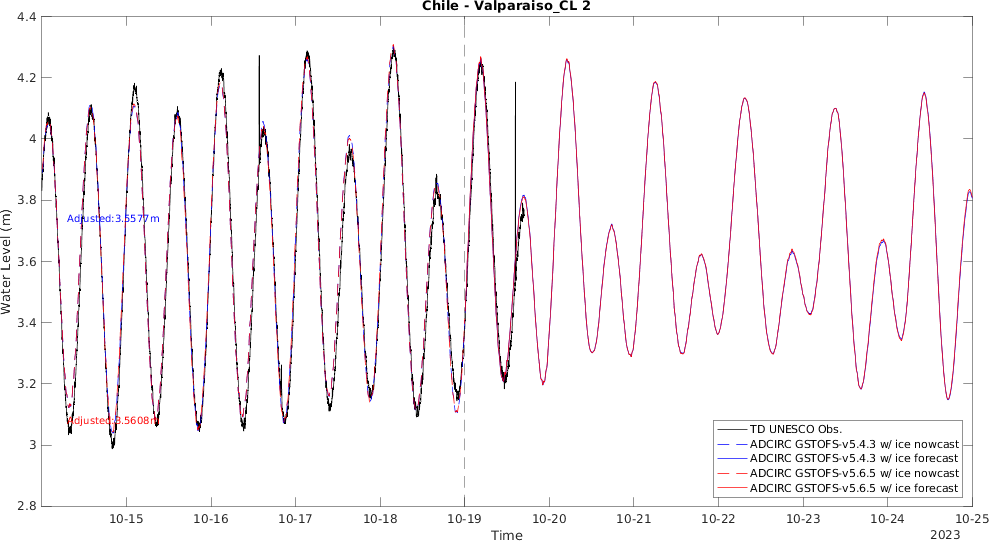 Chile - Valparaiso_CL 2
4.4
4.2
4
3.8
3.6
3.4
3.2
3
2.8
Water Level (m)
Adjusted:3.5577m
Adjusted:3.5608m
TD UNESCO Obs.
ADCIRC GSTOFS-v5.4.3 w/ ice nowcast
ADCIRC GSTOFS-v5.4.3 w/ ice forecast
ADCIRC GSTOFS-v5.6.5 w/ ice nowcast
ADCIRC GSTOFS-v5.6.5 w/ ice forecast
10-15 10-16 10-17 10-18 10-19 10-20 10-21 10-22 10-23 10-24 10-25
Time
2023